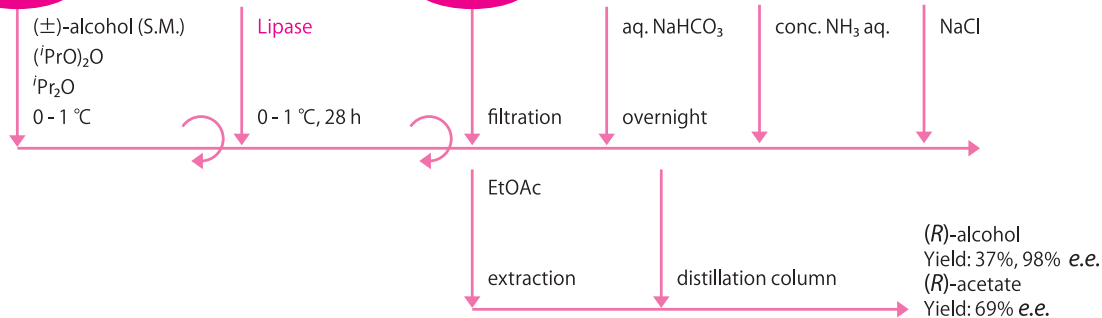 (±)-alcohol (S.M.)
(ⁱPrO)₂O
ⁱPr₂O
0 - 1 °C
Lipase
0 - 1 °C, 28 h
filtration
aq. NaHCO₃
overnight
conc. NH₃ aq.
NaCl
EtOAc
extraction
distillation column
(R)-alcohol
Yield: 37%, 98% e.e.
(R)-acetate
Yield: 69% e.e.